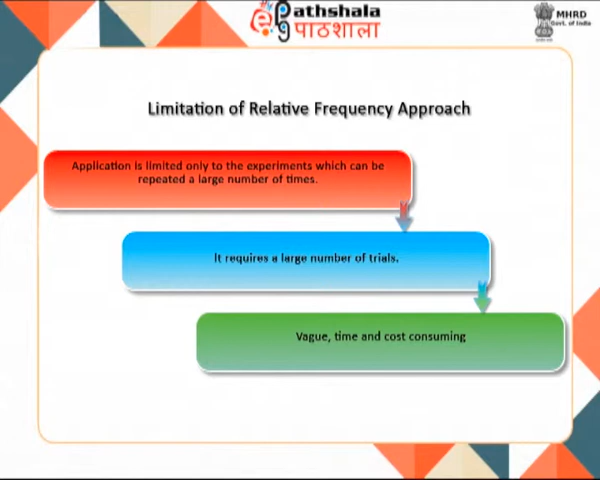 Pathshala
पाठशाला
MHRD
Govt. of India
Limitation of Relative Frequency Approach
Application is limited only to the experiments which can be
repeated a large number of times.
It requires a large number of trials.
Vague, time and cost consuming